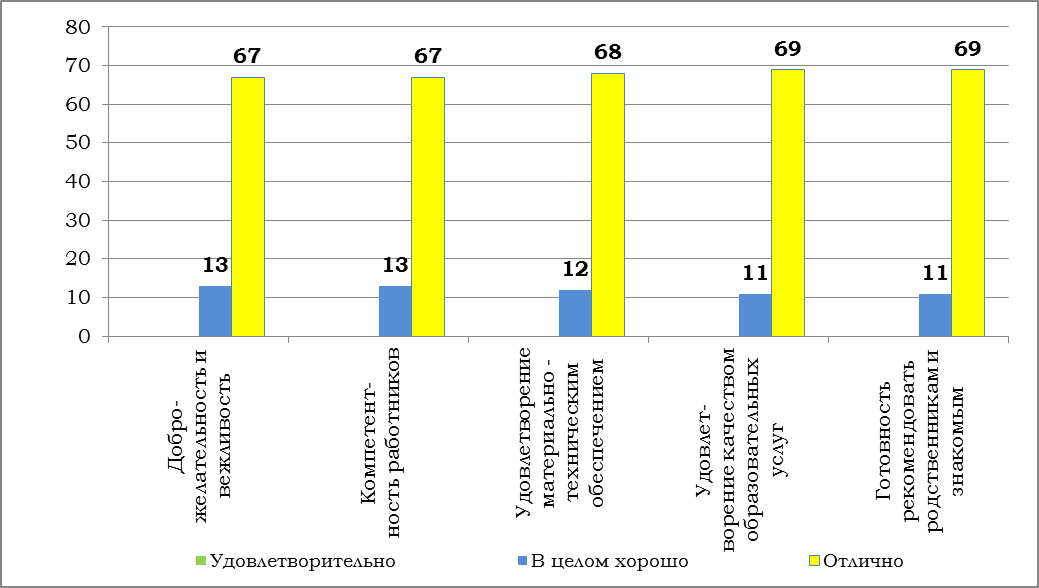 80
70
60
50
40
30
20
10
0
13
67
13
67
12
68
11
69
11
69
Добро-
желательность и
вежливость
Компетент-
ность работников
Удовлетворение
материально -
техническим
обеспечением
Удовлет-
ворение качеством
образовательных
услуг
Готовность
рекомендовать
родственникам и
знакомым
Удовлетворительно
В целом хорошо
Отлично